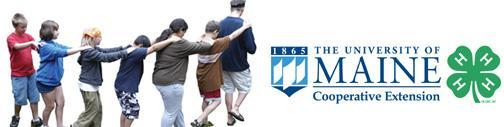 1865 THE UNIVERSITY OF
MAINE
Cooperative Extension
H H
H H